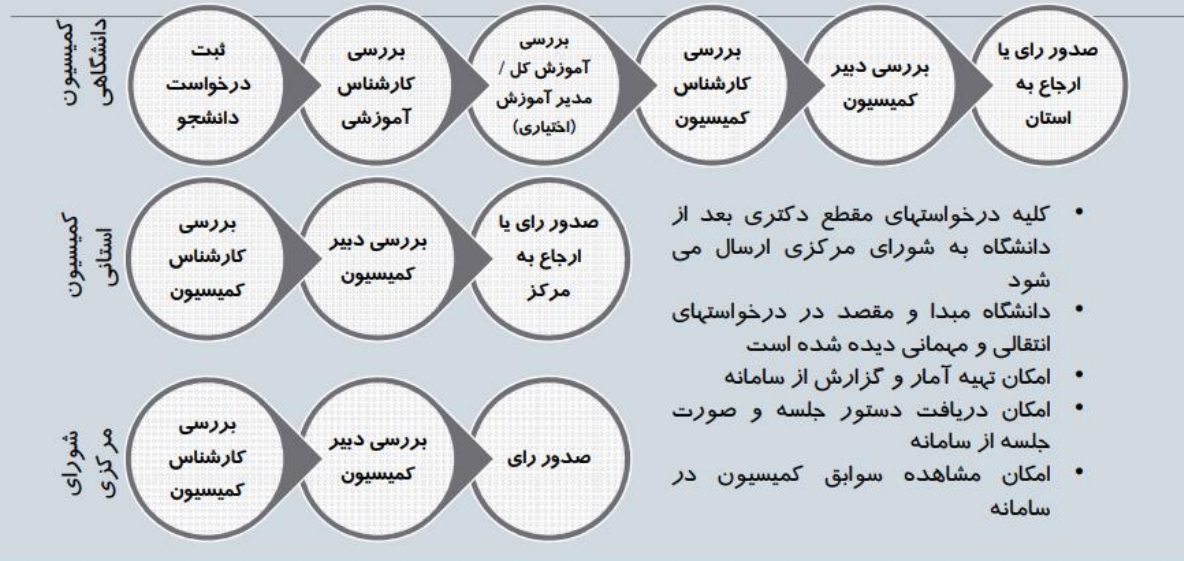 کمیسیون
دانشگاهی
ثبت
درخواست
دانشجو
بررسی
کارشناس
آموزشی
بررسی
آموزش کل /
مدیر آموزش
(اختیاری)
بررسی
کارشناس
کمیسیون
بررسی دبیر
کمیسیون
صدور رای یا
ارجاع به
استان
کمیسیون
استانی
بررسی
کارشناس
کمیسیون
بررسی دبیر
کمیسیون
صدور رای یا
ارجاع به
مرکز
شورای
مرکزی
بررسی
کارشناس
کمیسیون
بررسی دبیر
کمیسیون
صدور رای
• کلیه درخواستهای مقطع دکتری بعد از
دانشگاه به شورای مرکزی ارسال می
شود
• دانشگاه مبدا و مقصد در درخواستهای
انتقالی و مهمانی دیده شده است
• امکان تهیه آمار و گزارش از سامانه
• امکان دریافت دستور جلسه و صورت
جلسه از سامانه
• امکان مشاهده سوابق کمیسیون در
سامانه